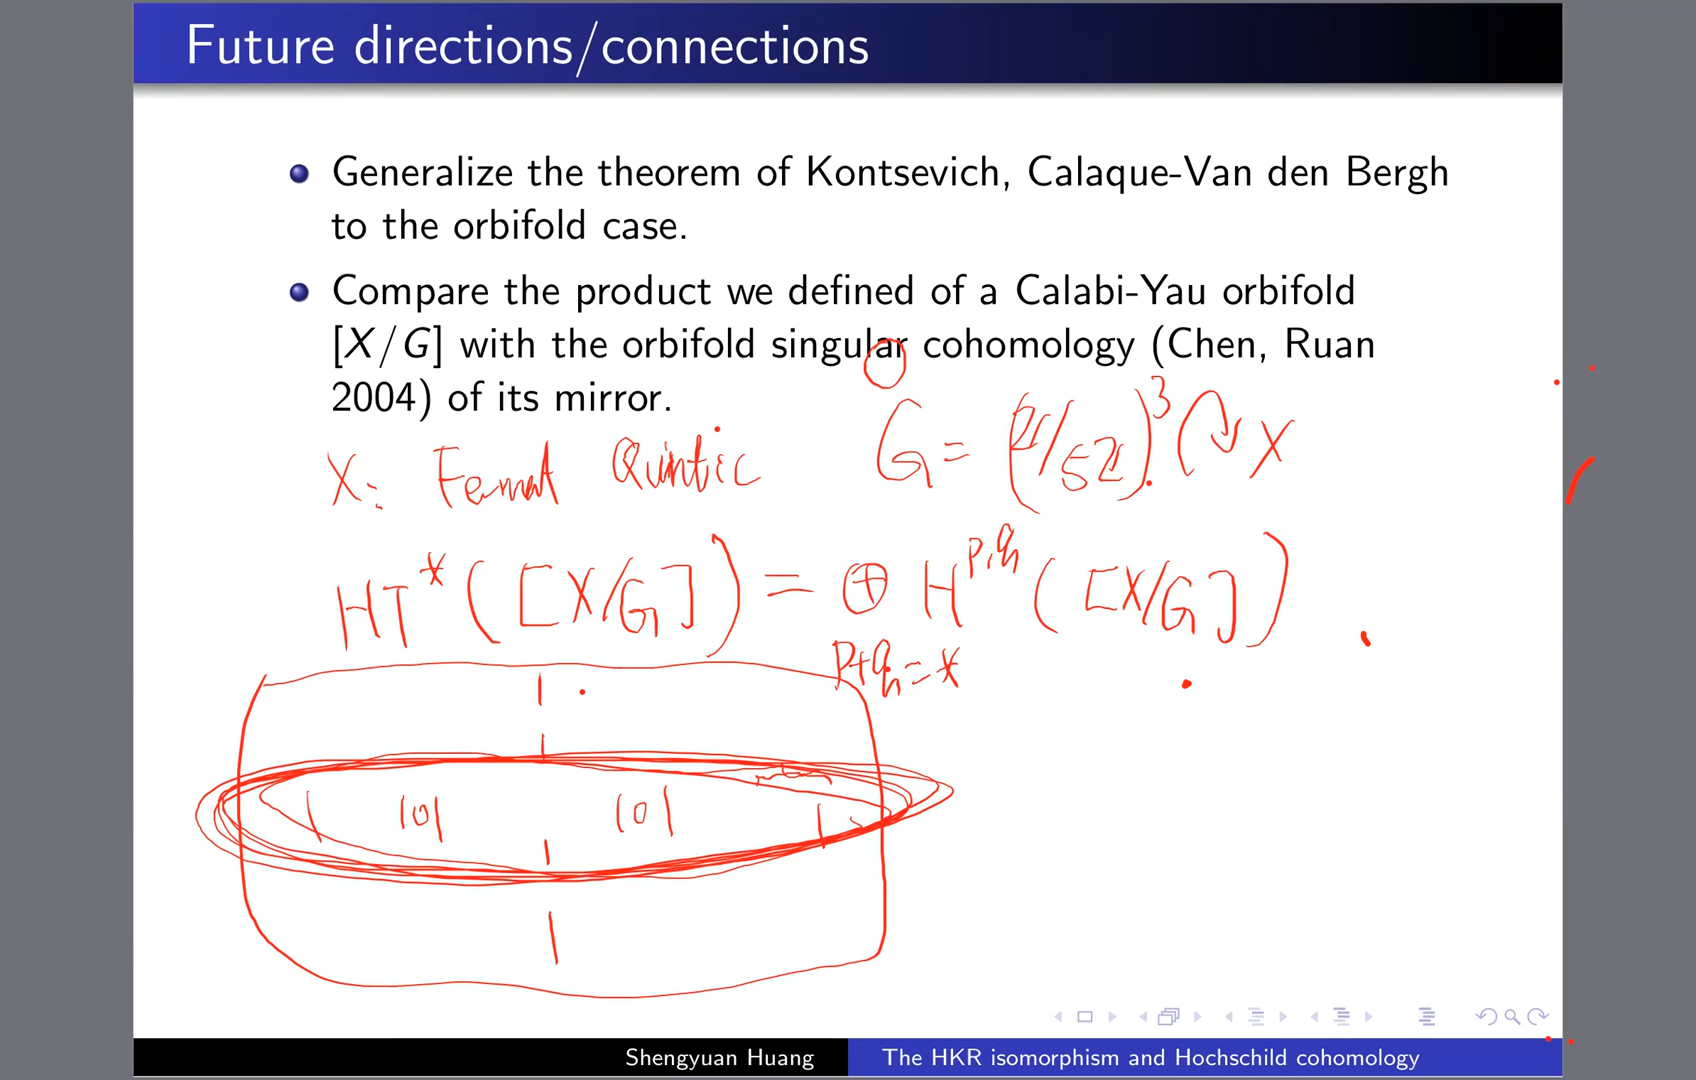 Future directions/connections
Generalize the theorem of Kontsevich, Calaque-Van den Bergh
to the orbifold case.
Compare the product we defined of a Calabi-Yau orbifold
[X/G] with the orbifold singular cohomology (Chen, Ruan
2004) of its mirror.
X: Fermat Quintic G = (ℤ/5ℤ)³ ↷ X
HT*([X/G]) = ⊕ H^{p,q}([X/G])
p+q=*
1
1
1 101 101 1
1
1
Shengyuan Huang The HKR isomorphism and Hochschild cohomology